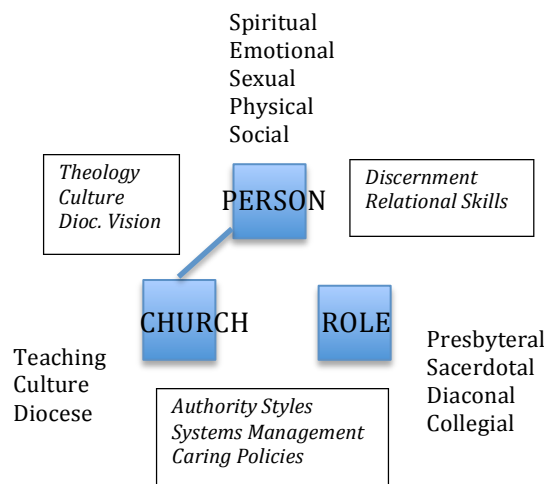 Spiritual
Emotional
Sexual
Physical
Social
Theology
Culture
Dioc. Vision
PERSON
Discernment
Relational Skills
CHURCH
ROLE
Teaching
Culture
Diocese
Authority Styles
Systems Management
Caring Policies
Presbyteral
Sacerdotal
Diaconal
Collegial